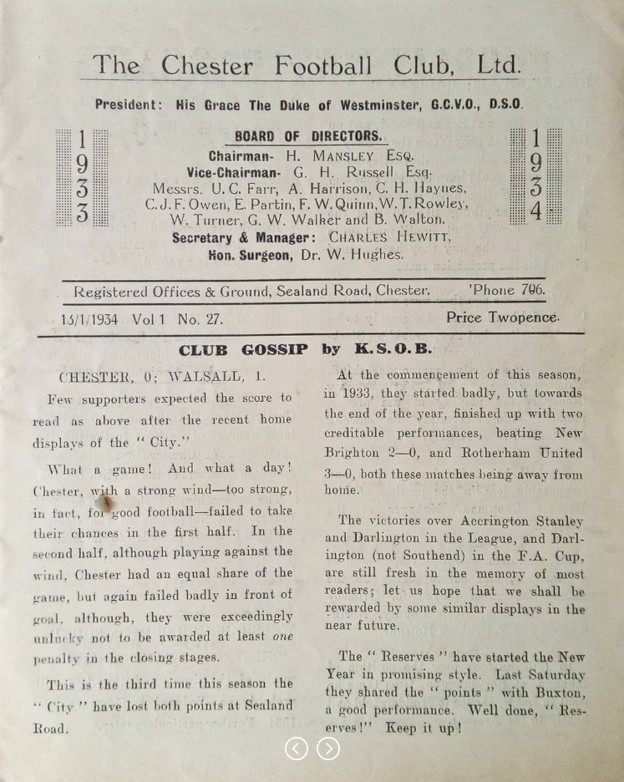 The Chester Football Club, Ltd.
President: His Grace The Duke of Westminster, G.C.V.O., D.S.O.
1933
BOARD OF DIRECTORS.
Chairman- H. MANSLEY ESQ.
Vice-Chairman- G. H. Russell Esq.
Messrs. U. C. Farr, A. Harrison, C. H. Haynes,
C. J. F. Owen, E. Partin, F. W. Quinn, W. T. Rowley,
W. Turner, G. W. Walker and B. Walton.
Secretary & Manager: CHARLES HEWITT,
Hon. Surgeon, Dr. W. Hughes.
1934
Registered Offices & Ground, Sealand Road, Chester. 'Phone 706.
13/1/1934 Vol 1 No. 27. Price Twopence.
CLUB GOSSIP by K.S.O.B.
CHESTER, 0; WALSALL, 1.
Few supporters expected the score to
read as above after the recent home
displays of the " City."
What a game! And what a day!
Chester, with a strong wind—too strong,
in fact, for good football—failed to take
their chances in the first half. In the
second half, although playing against the
wind, Chester had an equal share of the
game, but again failed badly in front of
goal, although, they were exceedingly
unlucky not to be awarded at least one
penalty in the closing stages.
This is the third time this season the
" City " have lost both points at Sealand
Road.
At the commencement of this season,
in 1933, they started badly, but towards
the end of the year, finished up with two
creditable performances, beating New
Brighton 2—0, and Rotherham United
3—0, both these matches being away from
home.
The victories over Accrington Stanley
and Darlington in the League, and Darl-
ington (not Southend) in the F.A. Cup,
are still fresh in the memory of most
readers; let us hope that we shall be
rewarded by some similar displays in the
near future.
The " Reserves " have started the New
Year in promising style. Last Saturday
they shared the " points " with Buxton,
a good performance. Well done, " Res-
erves!" Keep it up!